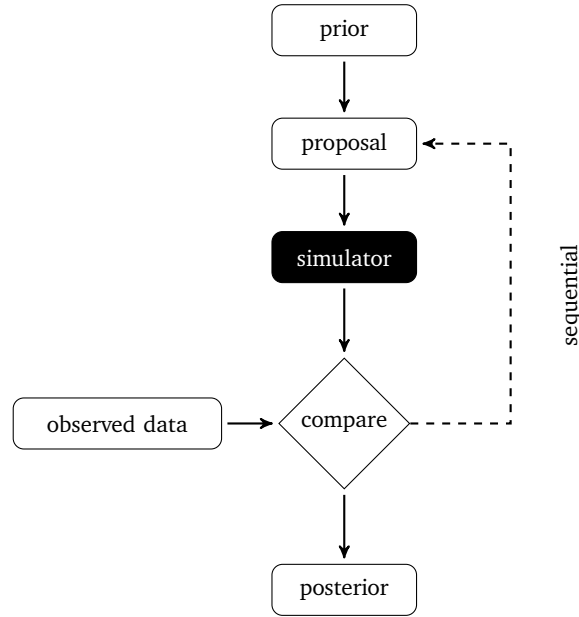 prior
proposal
simulator
sequential
observed data
compare
posterior